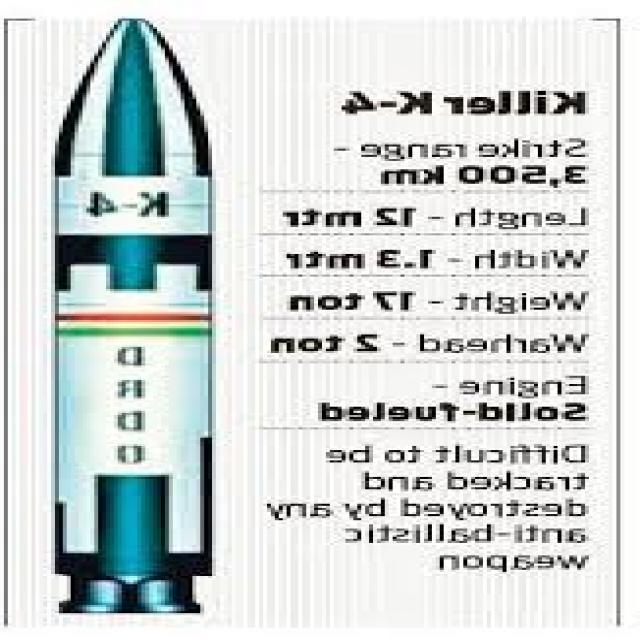 Killer K-4
Strike range -
3,500 km
Length - 12 mtr
Width - 1.3 mtr
Weight - 17 ton
Warhead - 2 ton
Engine -
Solid-fueled
Difficult to be
tracked and
destroyed by any
anti-ballistic
weapon
K-4
D
R
D
O